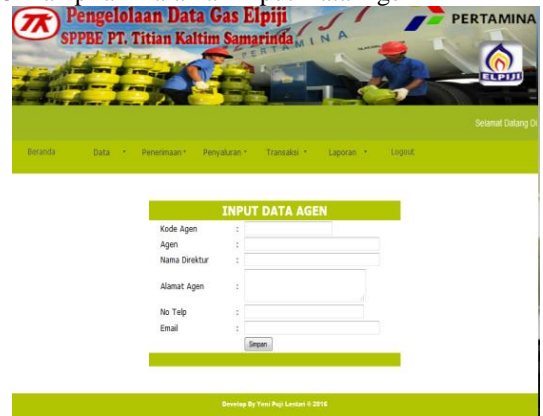 TK
Pengelolaan Data Gas Elpiji
SPPBE PT. Titian Kaltim Samarinda
PERTAMINA
PERTAMINA
ELPIJI
Selamat Datang Di
Beranda Data Penerimaan Penyaluran Transaksi Laporan Logout
INPUT DATA AGEN
Kode Agen :
Agen :
Nama Direktur :
Alamat Agen :
No Telp :
Email :
Simpan
Develop By Yeni Puji Lestari © 2016